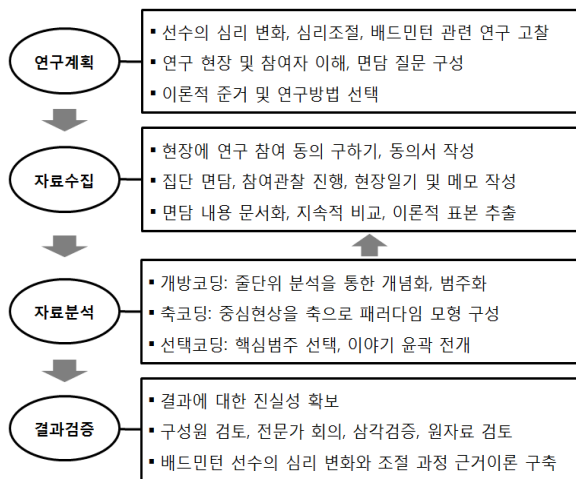 연구계획
▪ 선수의 심리 변화, 심리조절, 배드민턴 관련 연구 고찰
▪ 연구 현장 및 참여자 이해, 면담 질문 구성
▪ 이론적 준거 및 연구방법 선택
자료수집
▪ 현장에 연구 참여 동의 구하기, 동의서 작성
▪ 집단 면담, 참여관찰 진행, 현장일기 및 메모 작성
▪ 면담 내용 문서화, 지속적 비교, 이론적 표본 추출
자료분석
▪ 개방코딩: 줄단위 분석을 통한 개념화, 범주화
▪ 축코딩: 중심현상을 축으로 패러다임 모형 구성
▪ 선택코딩: 핵심범주 선택, 이야기 윤곽 전개
결과검증
▪ 결과에 대한 진실성 확보
▪ 구성원 검토, 전문가 회의, 삼각검증, 원자료 검토
▪ 배드민턴 선수의 심리 변화와 조절 과정 근거이론 구축